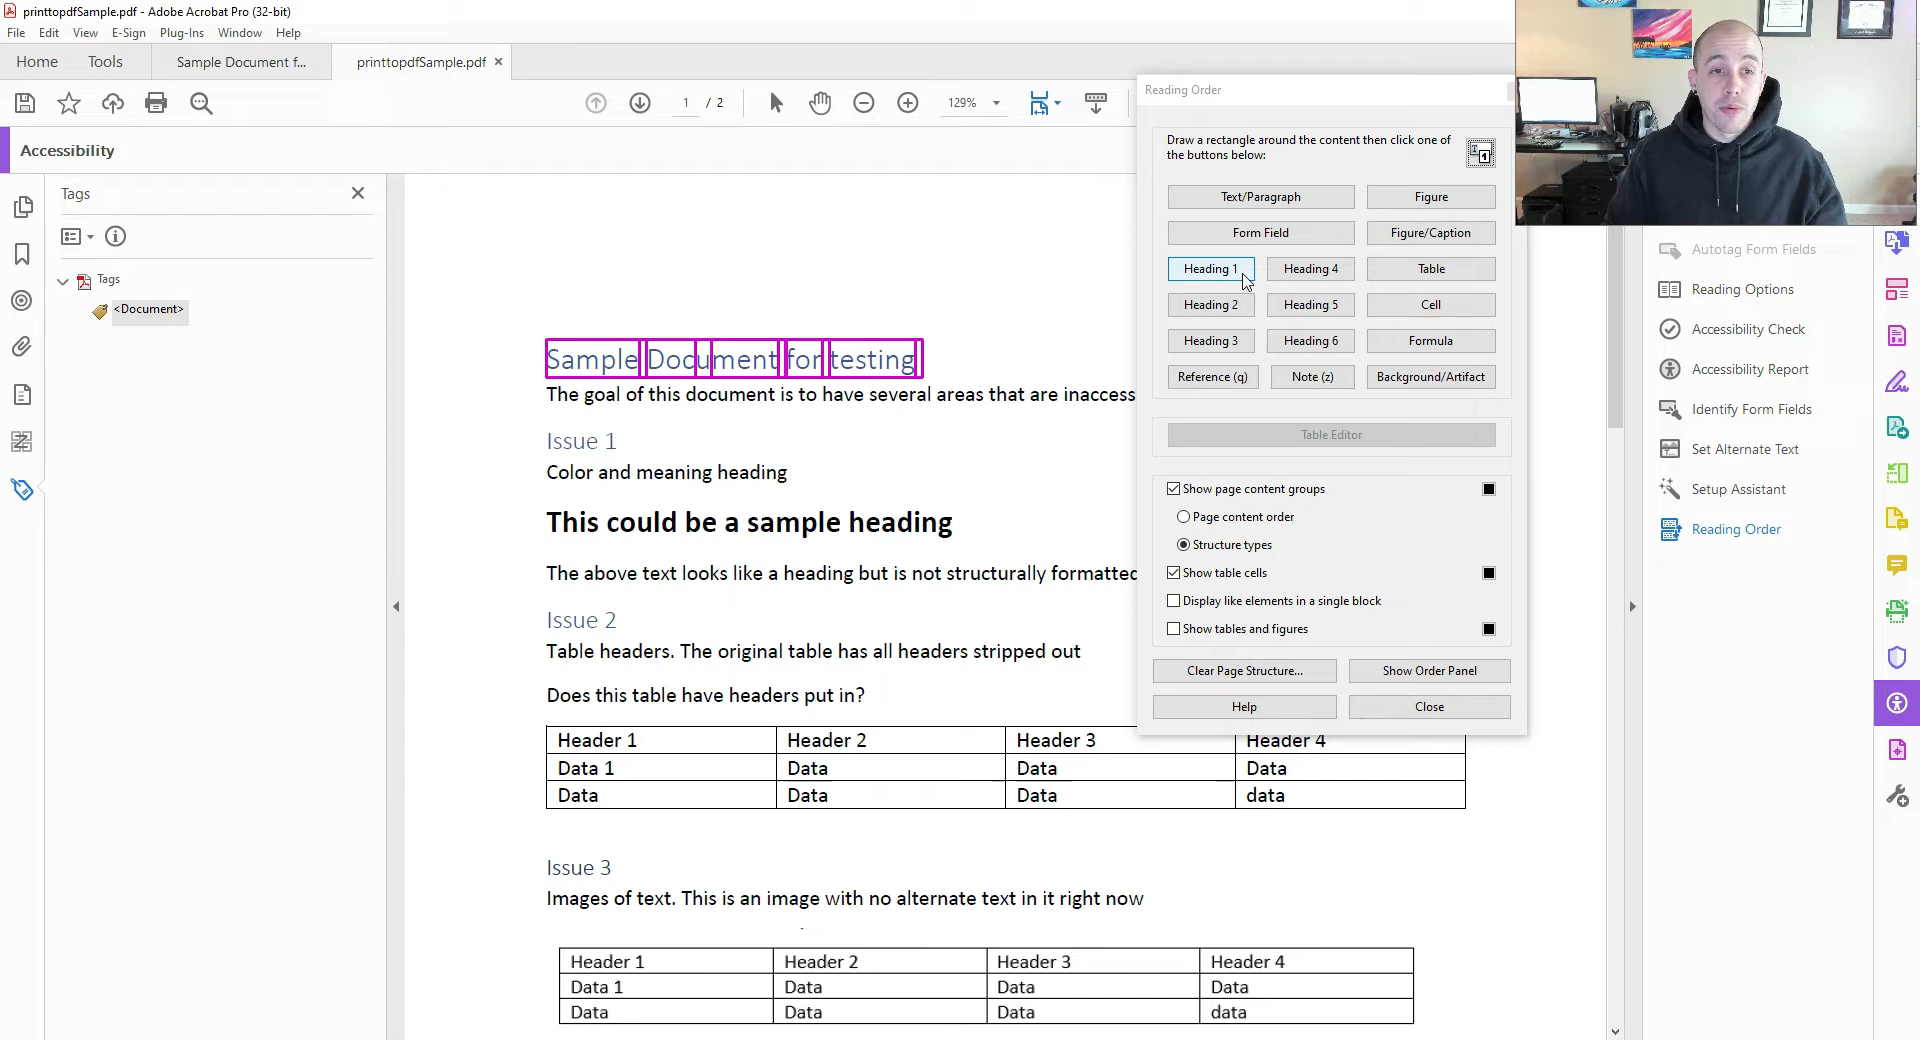 printtopdfSample.pdf - Adobe Acrobat Pro (32-bit)
File Edit View E-Sign Plug-Ins Window Help
Home Tools Sample Document f... printtopdfSample.pdf ×
1 / 2 129%
Accessibility
Tags
Tags
<Document>
Sample Document for testing
The goal of this document is to have several areas that are inaccess
Issue 1
Color and meaning heading
This could be a sample heading
The above text looks like a heading but is not structurally formatted
Issue 2
Table headers. The original table has all headers stripped out
Does this table have headers put in?
Header 1 Header 2 Header 3 Header 4
Data 1 Data Data Data
Data Data Data data
Issue 3
Images of text. This is an image with no alternate text in it right now
Header 1 Header 2 Header 3 Header 4
Data 1 Data Data Data
Data Data Data data
Reading Order
Draw a rectangle around the content then click one of
the buttons below:
Text/Paragraph Figure
Form Field Figure/Caption
Heading 1 Heading 4 Table
Heading 2 Heading 5 Cell
Heading 3 Heading 6 Formula
Reference (q) Note (z) Background/Artifact
Table Editor
Show page content groups
Page content order
Structure types
Show table cells
Display like elements in a single block
Show tables and figures
Clear Page Structure... Show Order Panel
Help Close
Autotag Form Fields
Reading Options
Accessibility Check
Accessibility Report
Identify Form Fields
Set Alternate Text
Setup Assistant
Reading Order